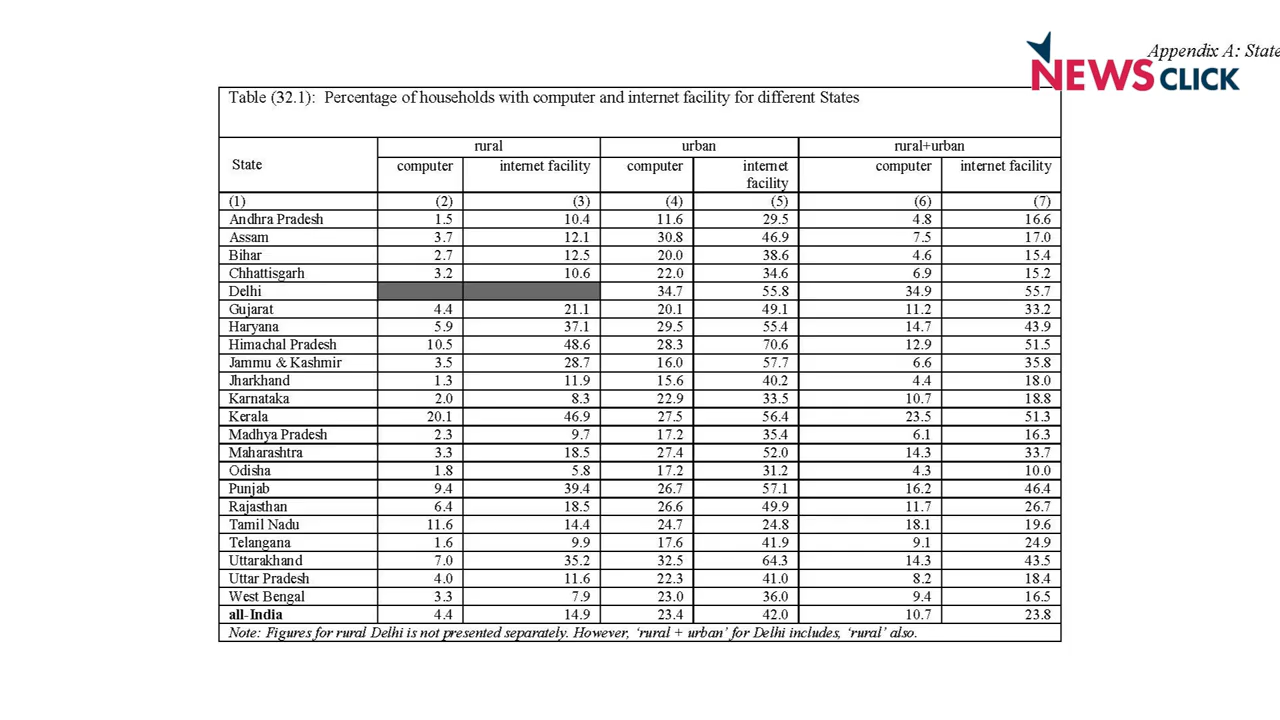 Appendix A: State
NEWSCLICK
Table (32.1): Percentage of households with computer and internet facility for different States
State rural urban rural+urban
computer internet facility computer internet facility computer internet facility
(1) (2) (3) (4) (5) (6) (7)
Andhra Pradesh 1.5 10.4 11.6 29.5 4.8 16.6
Assam 3.7 12.1 30.8 46.9 7.5 17.0
Bihar 2.7 12.5 20.0 38.6 4.6 15.4
Chhattisgarh 3.2 10.6 22.0 34.6 6.9 15.2
Delhi 34.7 55.8 34.9 55.7
Gujarat 4.4 21.1 20.1 49.1 11.2 33.2
Haryana 5.9 37.1 29.5 55.4 14.7 43.9
Himachal Pradesh 10.5 48.6 28.3 70.6 12.9 51.5
Jammu & Kashmir 3.5 28.7 16.0 57.7 6.6 35.8
Jharkhand 1.3 11.9 15.6 40.2 4.4 18.0
Karnataka 2.0 8.3 22.9 33.5 10.7 18.8
Kerala 20.1 46.9 27.5 56.4 23.5 51.3
Madhya Pradesh 2.3 9.7 17.2 35.4 6.1 16.3
Maharashtra 3.3 18.5 27.4 52.0 14.3 33.7
Odisha 1.8 5.8 17.2 31.2 4.3 10.0
Punjab 9.4 39.4 26.7 57.1 16.2 46.4
Rajasthan 6.4 18.5 26.6 49.9 11.7 26.7
Tamil Nadu 11.6 14.4 24.7 24.8 18.1 19.6
Telangana 1.6 9.9 17.6 41.9 9.1 24.9
Uttarakhand 7.0 35.2 32.5 64.3 14.3 43.5
Uttar Pradesh 4.0 11.6 22.3 41.0 8.2 18.4
West Bengal 3.3 7.9 23.0 36.0 9.4 16.5
all-India 4.4 14.9 23.4 42.0 10.7 23.8
Note: Figures for rural Delhi is not presented separately. However, ‘rural + urban’ for Delhi includes, ‘rural’ also.